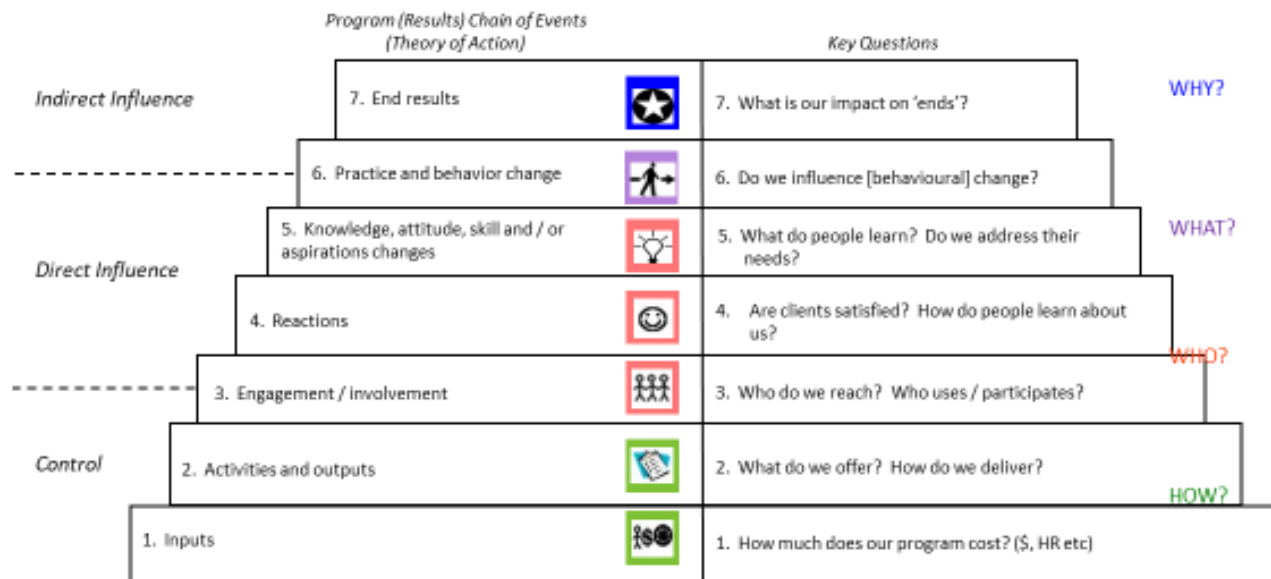 Program (Results) Chain of Events
(Theory of Action)
Key Questions
Indirect Influence
7. End results
7. What is our impact on ‘ends’?
WHY?
6. Practice and behavior change
6. Do we influence [behavioural] change?
5. Knowledge, attitude, skill and / or
aspirations changes
5. What do people learn? Do we address their
needs?
WHAT?
Direct Influence
4. Reactions
4. Are clients satisfied? How do people learn about
us?
WHO?
3. Engagement / involvement
3. Who do we reach? Who uses / participates?
Control
2. Activities and outputs
2. What do we offer? How do we deliver?
HOW?
1. Inputs
$
1. How much does our program cost? ($, HR etc)